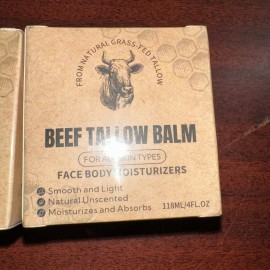 FROM NATURAL GRASS-FED TALLOW
BEEF TALLOW BALM
FOR ALL SKIN TYPES
FACE BODY MOISTURIZERS
Smooth and Light
Natural Unscented
Moisturizes and Absorbs
118ML/4FL.OZ